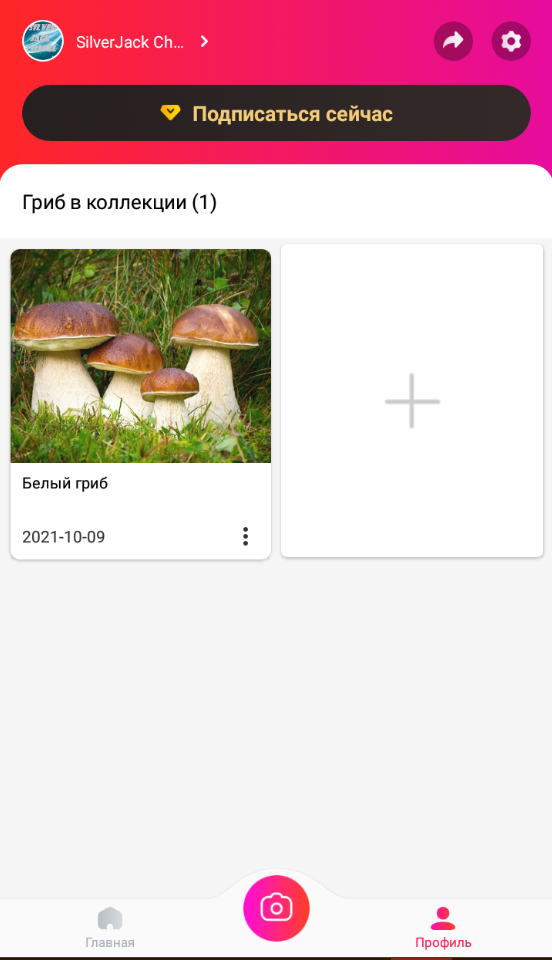 SilverJack Ch...
Подписаться сейчас
Гриб в коллекции (1)
Белый гриб
2021-10-09
Главная
Профиль